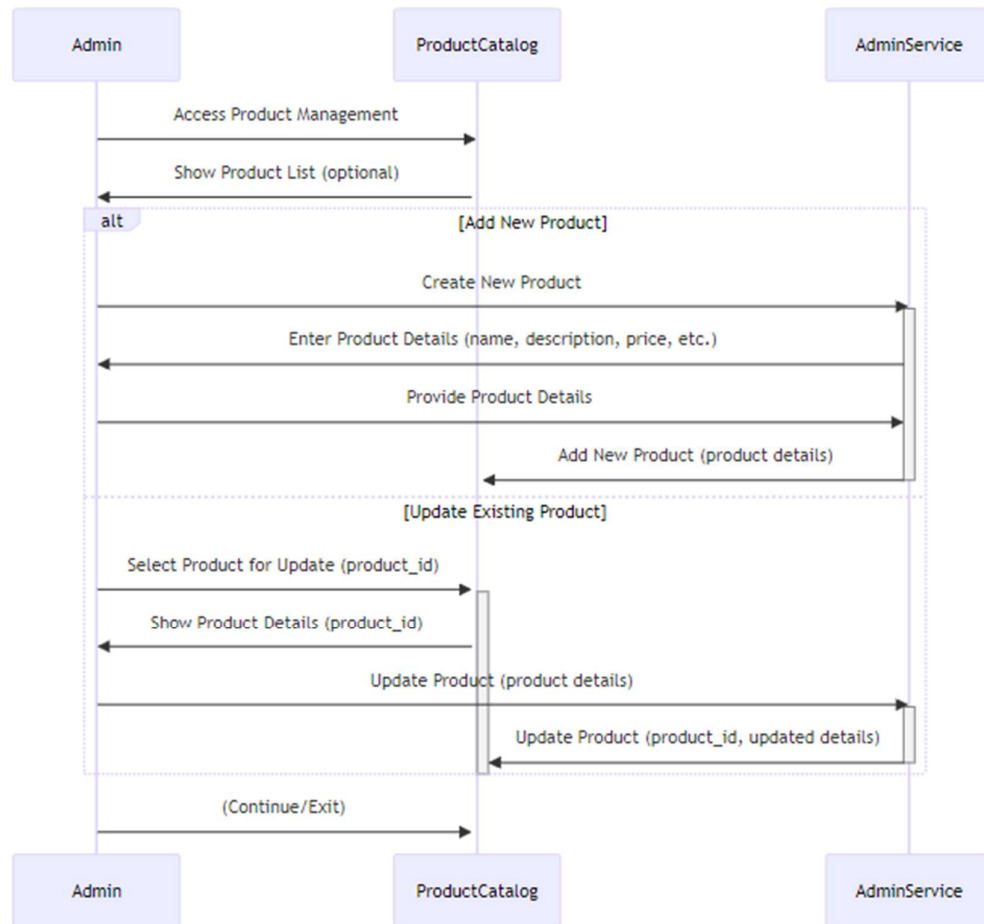 Admin
ProductCatalog
AdminService
Access Product Management
Show Product List (optional)
alt
[Add New Product]
Create New Product
Enter Product Details (name, description, price, etc.)
Provide Product Details
Add New Product (product details)
[Update Existing Product]
Select Product for Update (product_id)
Show Product Details (product_id)
Update Product (product details)
Update Product (product_id, updated details)
(Continue/Exit)
Admin
ProductCatalog
AdminService